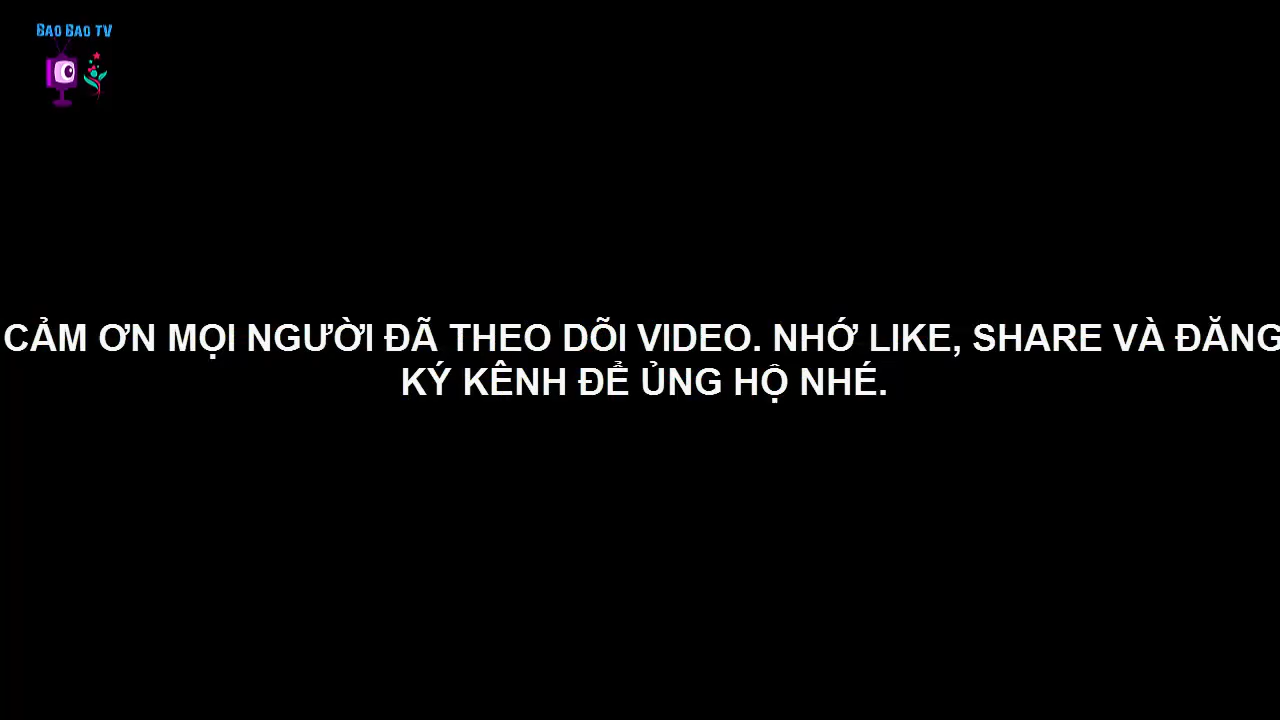 BAO BAO TV
CẢM ƠN MỌI NGƯỜI ĐÃ THEO DÕI VIDEO. NHỚ LIKE, SHARE VÀ ĐĂNG
KÝ KÊNH ĐỂ ỦNG HỘ NHÉ.